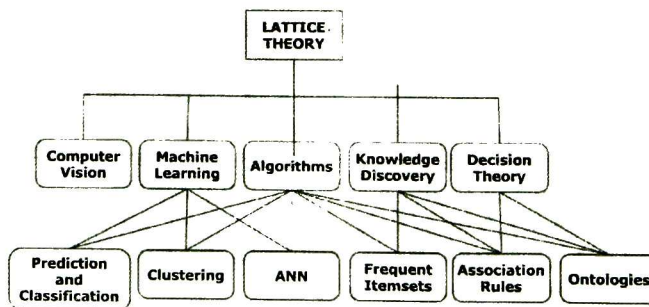 LATTICE
THEORY
Computer
Vision
Machine
Learning
Algorithms
Knowledge
Discovery
Decision
Theory
Prediction
and
Classification
Clustering
ANN
Frequent
Itemsets
Association
Rules
Ontologies